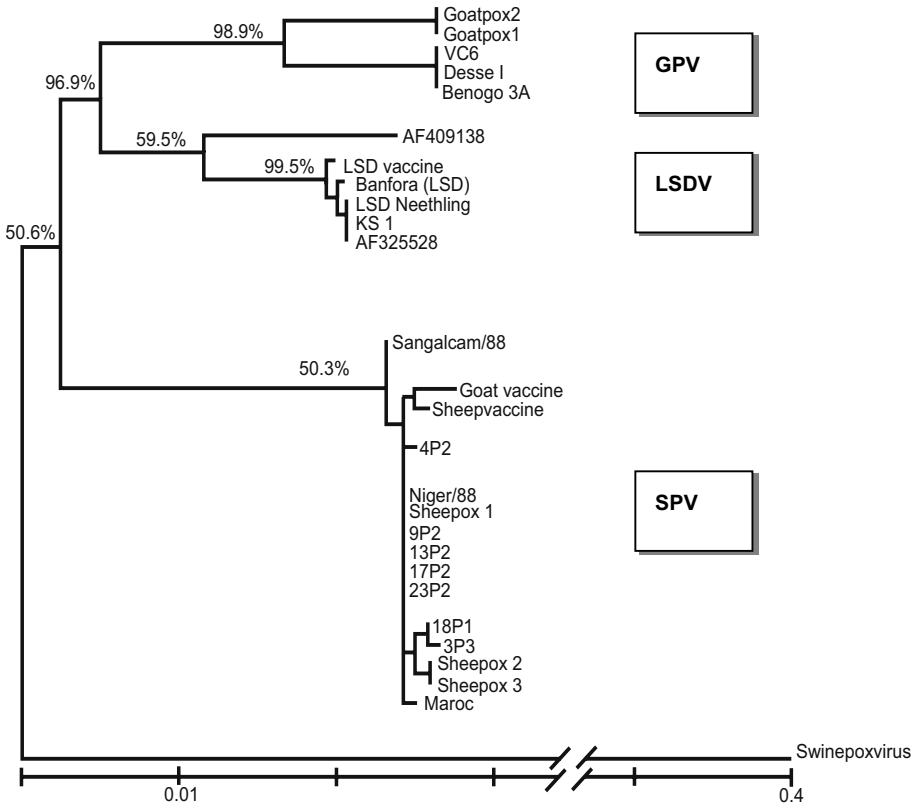 Goatpox2
98.9%
Goatpox1
VC6
GPV
Desse I
96.9%
Benogo 3A
59.5%
AF409138
99.5%
LSD vaccine
Banfora (LSD)
LSDV
LSD Neethling
KS 1
50.6%
AF325528
Sangalcam/88
50.3%
Goat vaccine
Sheepvaccine
4P2
Niger/88
SPV
Sheepox 1
9P2
13P2
17P2
23P2
18P1
3P3
Sheepox 2
Sheepox 3
Maroc
Swinepoxvirus
0.01
0.4